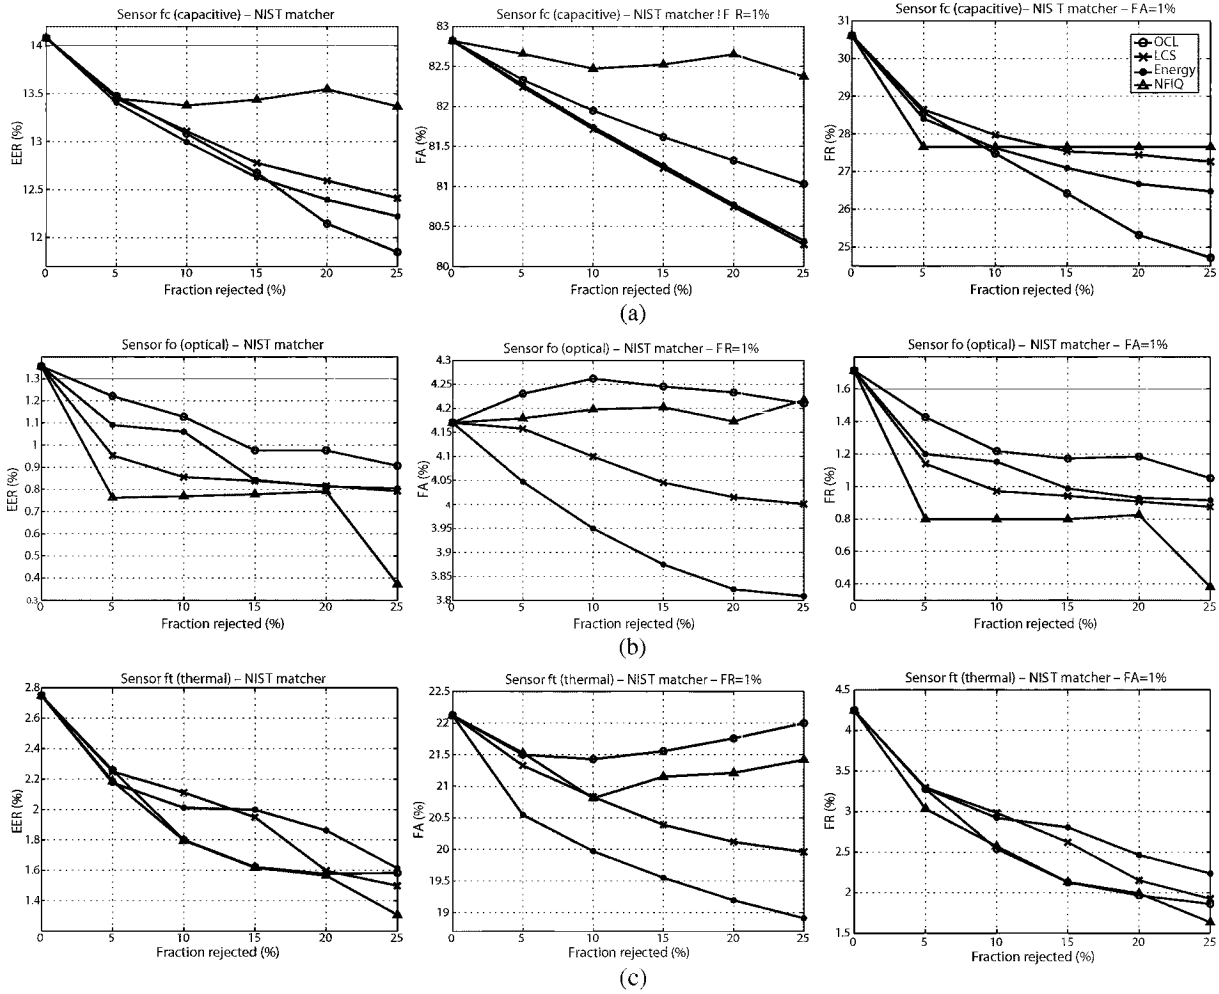 Sensor fc (capacitive) – NIST matcher
14
13.5
13
12.5
12
EER (%)
0 5 10 15 20 25
Fraction rejected (%)
Sensor fc (capacitive) – NIST matcher ! F R=1%
83
82.5
82
81.5
81
80.5
80
FA (%)
0 5 10 15 20 25
Fraction rejected (%)
Sensor fc (capacitive)– NIS T matcher – FA=1%
31
30
29
28
27
26
25
FR (%)
OCL
LCS
Energy
NFIQ
0 5 10 15 20 25
Fraction rejected (%)
(a)
Sensor fo (optical) – NIST matcher
1.3
1.2
1.1
1
0.9
0.8
0.7
0.6
0.5
0.4
0.3
EER (%)
0 5 10 15 20 25
Fraction rejected (%)
Sensor fo (optical) – NIST matcher – FR=1%
4.3
4.25
4.2
4.15
4.1
4.05
4.0
3.95
3.9
3.85
3.8
FA (%)
0 5 10 15 20 25
Fraction rejected (%)
Sensor fo (optical) – NIST matcher – FA=1%
1.6
1.4
1.2
1
0.8
0.6
0.4
FR (%)
0 5 10 15 20 25
Fraction rejected (%)
(b)
Sensor ft (thermal) – NIST matcher
2.8
2.6
2.4
2.2
2
1.8
1.6
1.4
EER (%)
0 5 10 15 20 25
Fraction rejected (%)
Sensor ft (thermal) – NIST matcher – FR=1%
22.5
22
21.5
21
20.5
20
19.5
19
FA (%)
0 5 10 15 20 25
Fraction rejected (%)
Sensor ft (thermal) – NIST matcher – FA=1%
4.5
4
3.5
3
2.5
2
1.5
FR (%)
0 5 10 15 20 25
Fraction rejected (%)
(c)